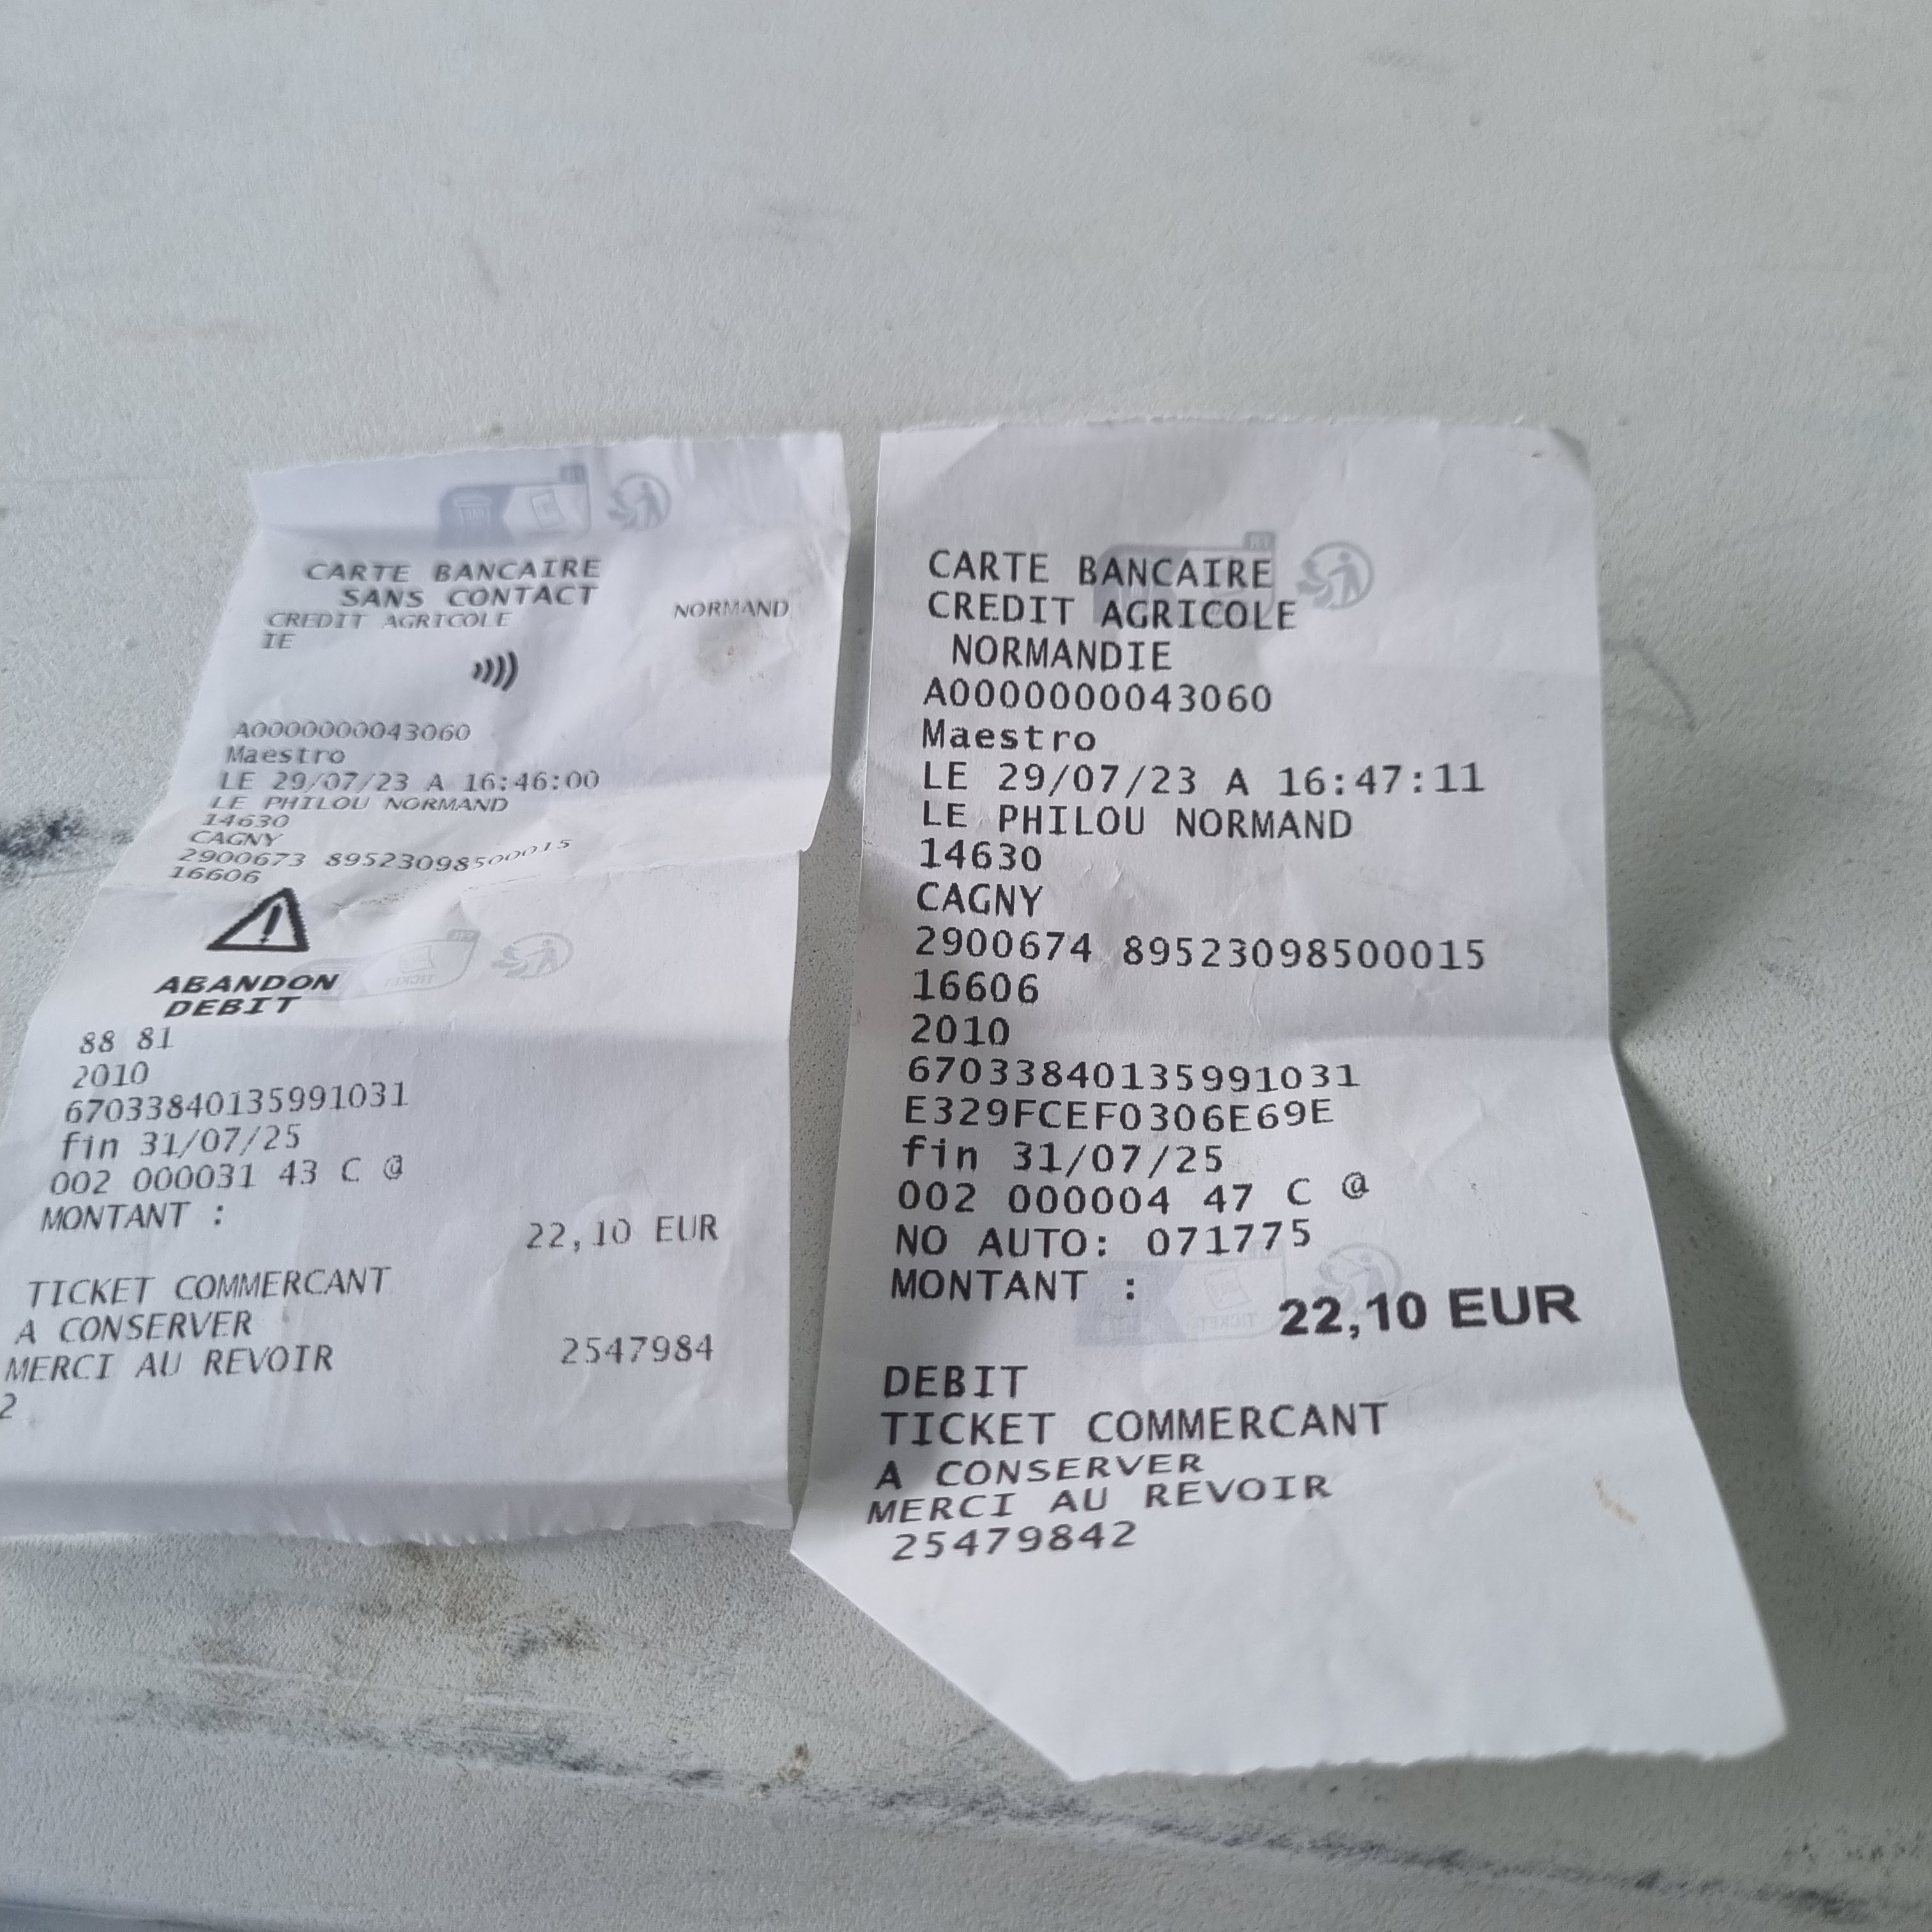 CARTE BANCAIRE
SANS CONTACT
CREDIT AGRICOLE NORMAND
IE
A0000000043060
Maestro
LE 29/07/23 A 16:46:00
LE PHILOU NORMAND
14630
CAGNY
2900673 89523098500015
16606
ABANDON
DEBIT
88 81
2010
67033840135991031
fin 31/07/25
002 000031 43 C @
MONTANT :
22,10 EUR
TICKET COMMERCANT
A CONSERVER
MERCI AU REVOIR 2547984
2
CARTE BANCAIRE
CREDIT AGRICOLE
NORMANDIE
A0000000043060
Maestro
LE 29/07/23 A 16:47:11
LE PHILOU NORMAND
14630
CAGNY
2900674 89523098500015
16606
2010
67033840135991031
E329FCEF0306E69E
fin 31/07/25
002 000004 47 C @
NO AUTO: 071775
MONTANT :
22,10 EUR
DEBIT
TICKET COMMERCANT
A CONSERVER
MERCI AU REVOIR
25479842